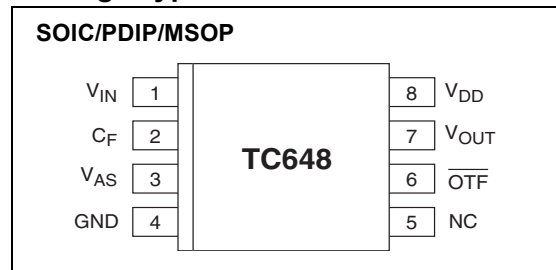 SOIC/PDIP/MSOP
V_IN 1 8 V_DD
C_F 2 7 V_OUT
TC648
V_AS 3 6 O̅T̅F̅
GND 4 5 NC